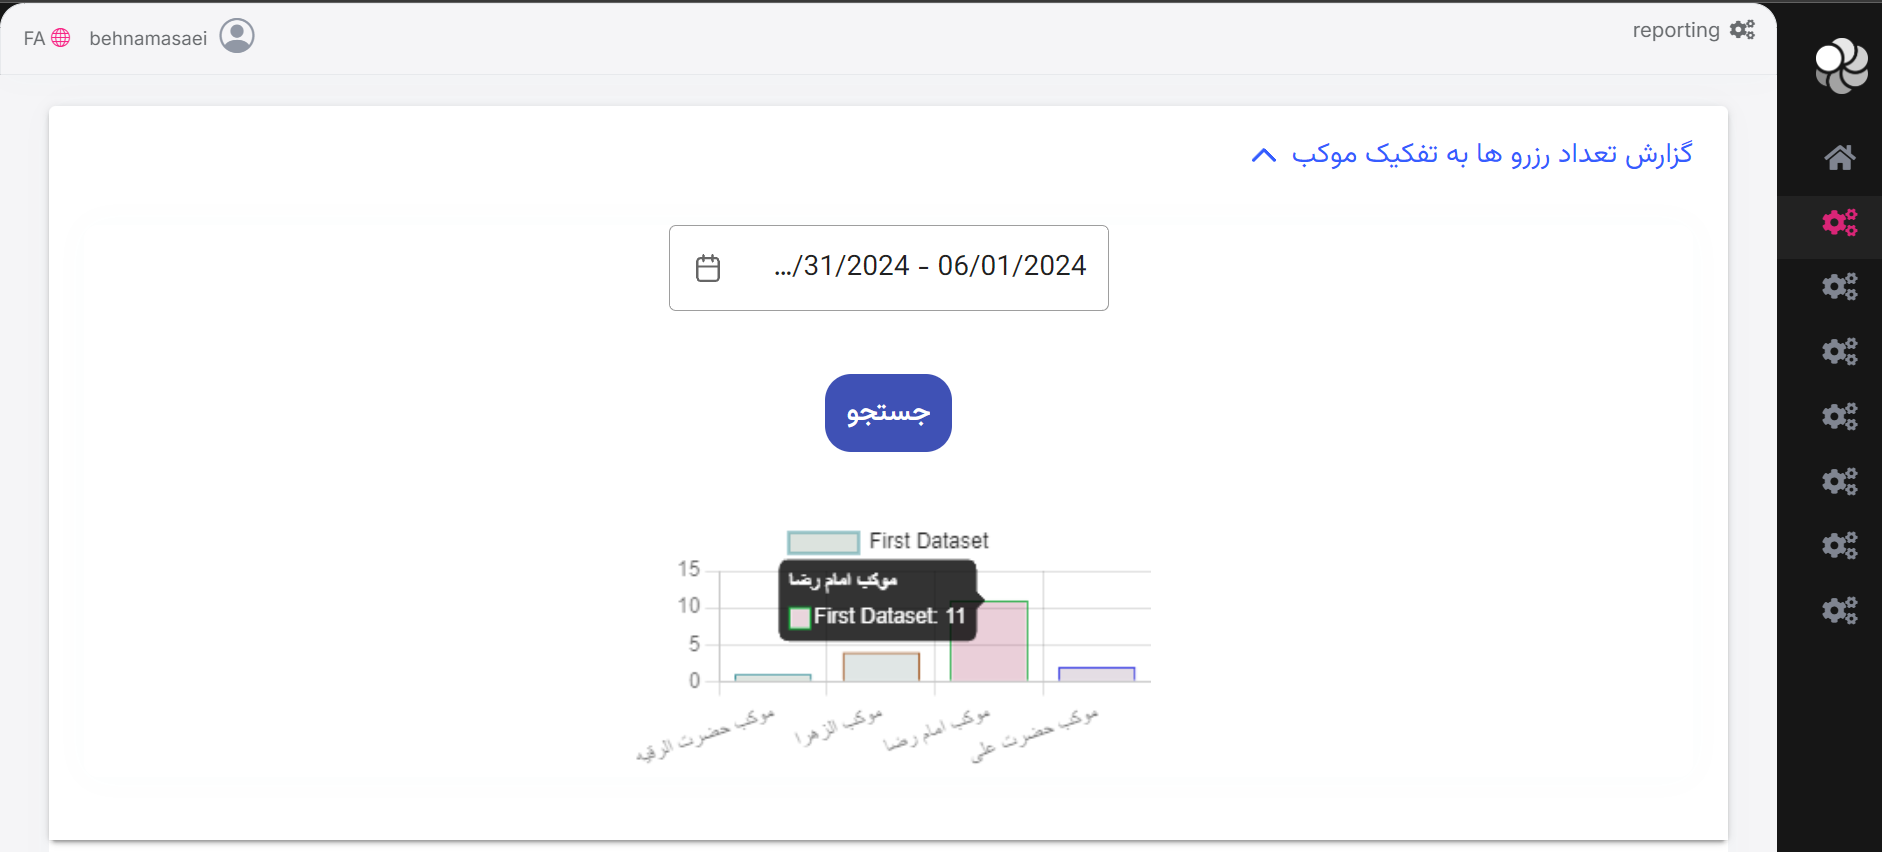 FA behnamasaei
reporting
گزارش تعداد رزرو ها به تفکیک موکب
…/31/2024 - 06/01/2024
جستجو
First Dataset
15
موکب امام رضا
10
First Dataset: 11
5
0
موکب حضرت الرقیه
موکب الزهرا
موکب امام رضا
موکب حضرت علی